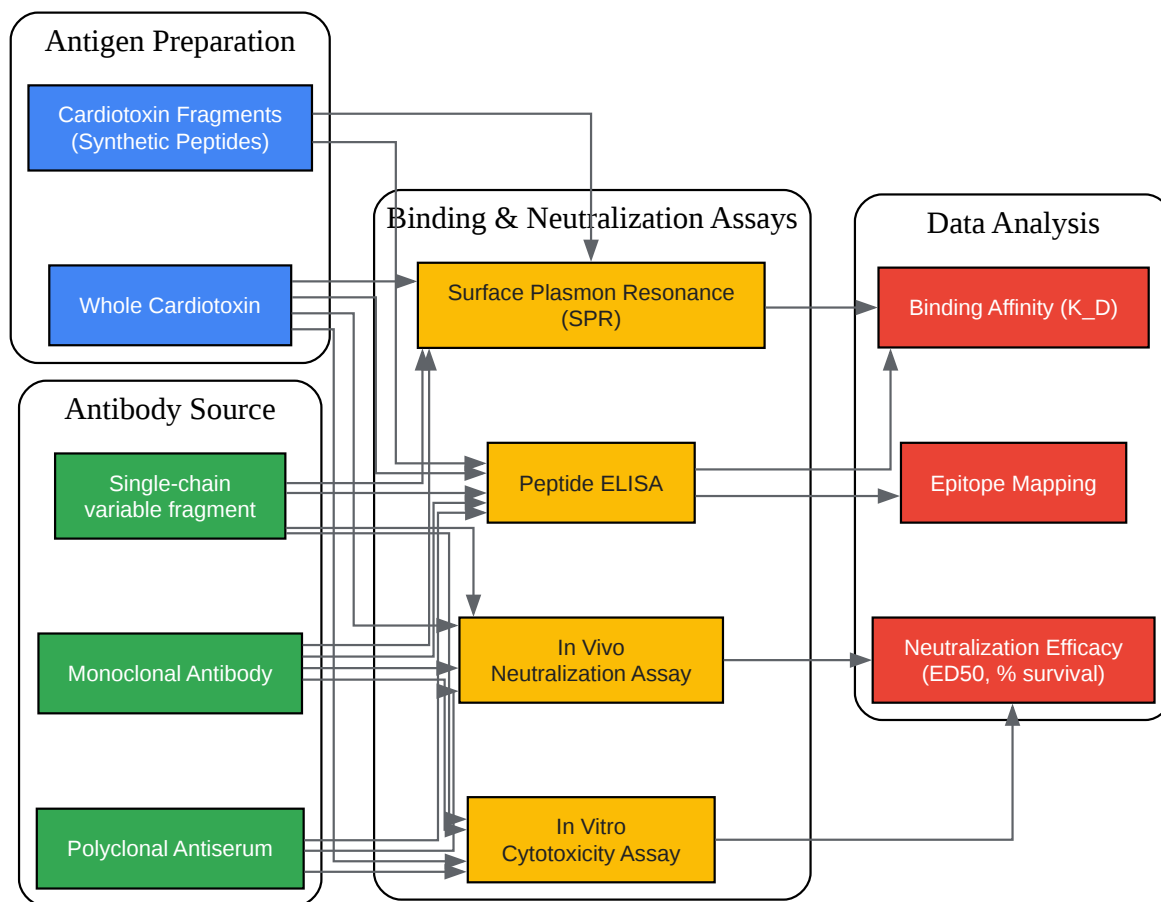 Antigen Preparation
Cardiotoxin Fragments
(Synthetic Peptides)
Whole Cardiotoxin
Antibody Source
Single-chain
variable fragment
Monoclonal Antibody
Polyclonal Antiserum
Binding & Neutralization Assays
Surface Plasmon Resonance
(SPR)
Peptide ELISA
In Vivo
Neutralization Assay
In Vitro
Cytotoxicity Assay
Data Analysis
Binding Affinity (K_D)
Epitope Mapping
Neutralization Efficacy
(ED50, % survival)